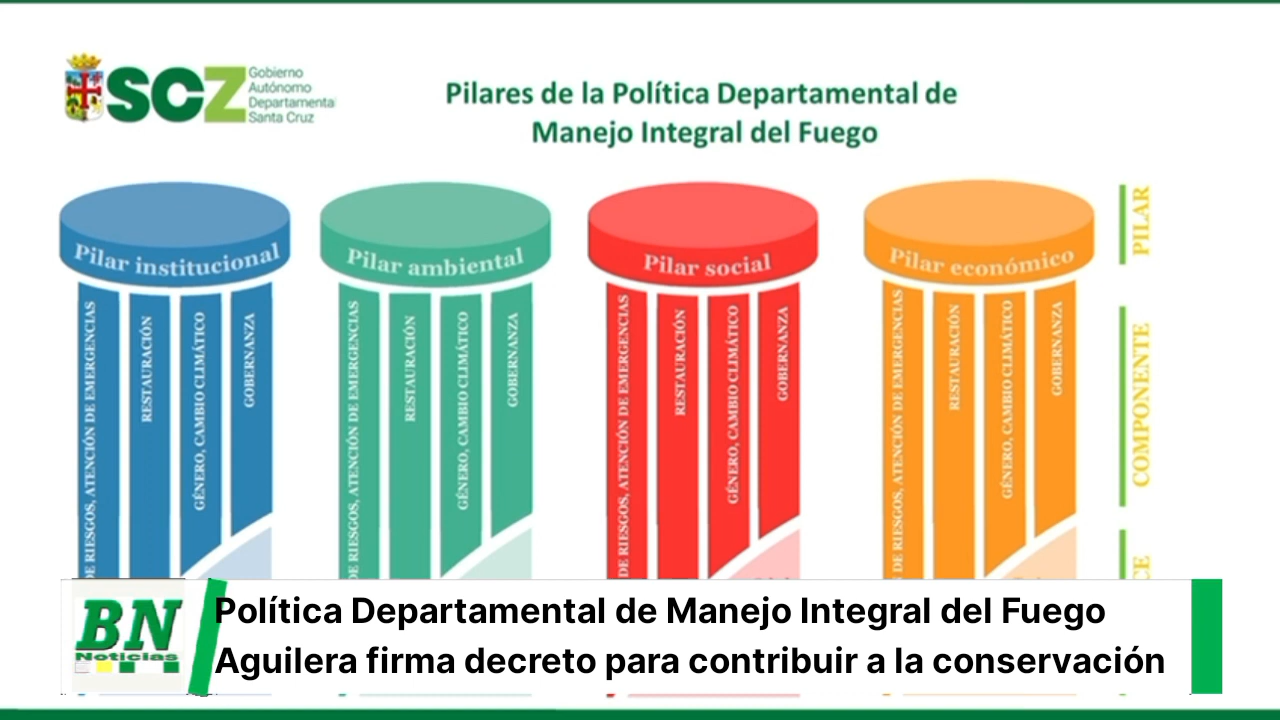 SCZ
Gobierno
Autónomo
Departamental
Santa Cruz
Pilares de la Política Departamental de
Manejo Integral del Fuego
Pilar institucional
DE RIESGOS, ATENCIÓN DE EMERGENCIAS
RESTAURACIÓN
GÉNERO, CAMBIO CLIMÁTICO
GOBERNANZA
Pilar ambiental
DE RIESGOS, ATENCIÓN DE EMERGENCIAS
RESTAURACIÓN
GÉNERO, CAMBIO CLIMÁTICO
GOBERNANZA
Pilar social
DE RIESGOS, ATENCIÓN DE EMERGENCIAS
RESTAURACIÓN
GÉNERO, CAMBIO CLIMÁTICO
GOBERNANZA
Pilar económico
DE RIESGOS, ATENCIÓN DE EMERGENCIAS
RESTAURACIÓN
GÉNERO, CAMBIO CLIMÁTICO
GOBERNANZA
PILAR
COMPONENTE
CE
BN
Noticias
Política Departamental de Manejo Integral del Fuego
Aguilera firma decreto para contribuir a la conservación